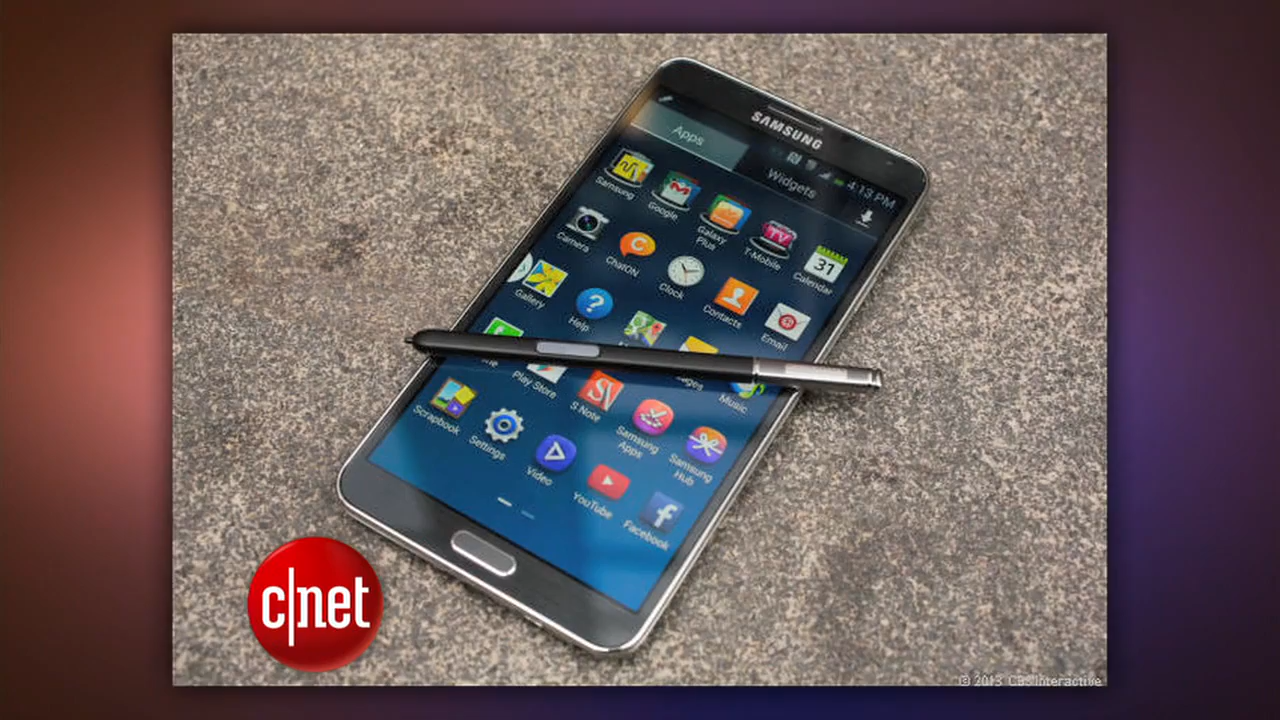 SAMSUNG
4:13 PM
Apps
Widgets
Samsung
Google
Galaxy
Plus
T-Mobile
TV
Calendar
31
Camera
ChatON
Clock
Contacts
Email
Gallery
Help
Play Store
S Note
Music
Scrapbook
Settings
Video
Samsung
Apps
Samsung
Hub
YouTube
Facebook
c|net
© 2013 CBS Interactive